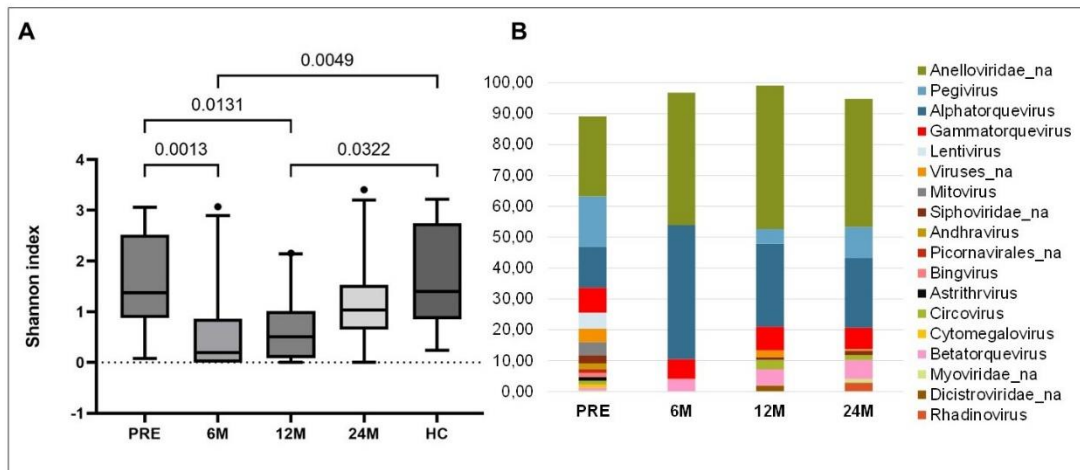 A
B
0.0049
0.0131
0.0013
0.0322
Shannon index
4
3
2
1
0
-1
PRE 6M 12M 24M HC
100,00
90,00
80,00
70,00
60,00
50,00
40,00
30,00
20,00
10,00
0,00
PRE 6M 12M 24M
Anelloviridae_na
Pegivirus
Alphatorquevirus
Gammatorquevirus
Lentivirus
Viruses_na
Mitovirus
Siphoviridae_na
Andhravirus
Picornavirales_na
Bingvirus
Astrithrvirus
Circovirus
Cytomegalovirus
Betatorquevirus
Myoviridae_na
Dicistroviridae_na
Rhadinovirus